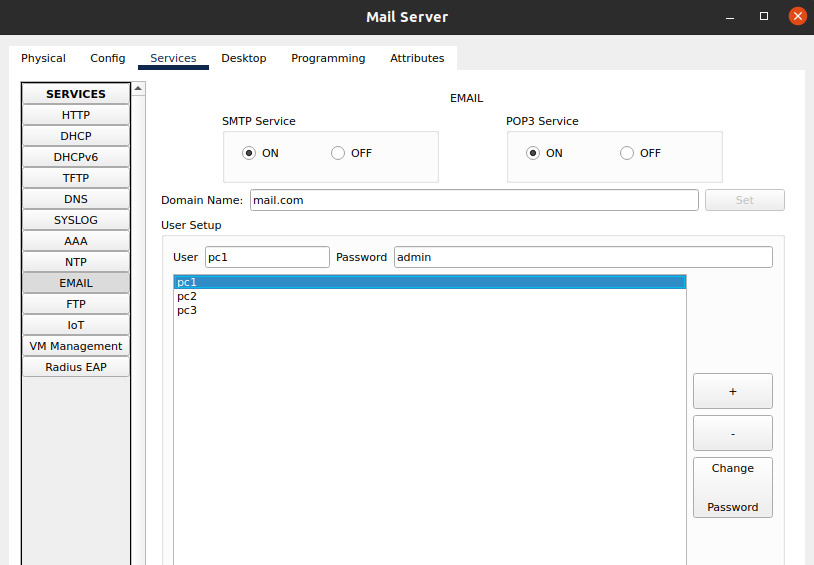 Mail Server
Physical Config Services Desktop Programming Attributes
SERVICES
HTTP
DHCP
DHCPv6
TFTP
DNS
SYSLOG
AAA
NTP
EMAIL
FTP
IoT
VM Management
Radius EAP
EMAIL
SMTP Service
ON OFF
POP3 Service
ON OFF
Domain Name: mail.com Set
User Setup
User pc1 Password admin
pc1
pc2
pc3
+
-
Change
Password